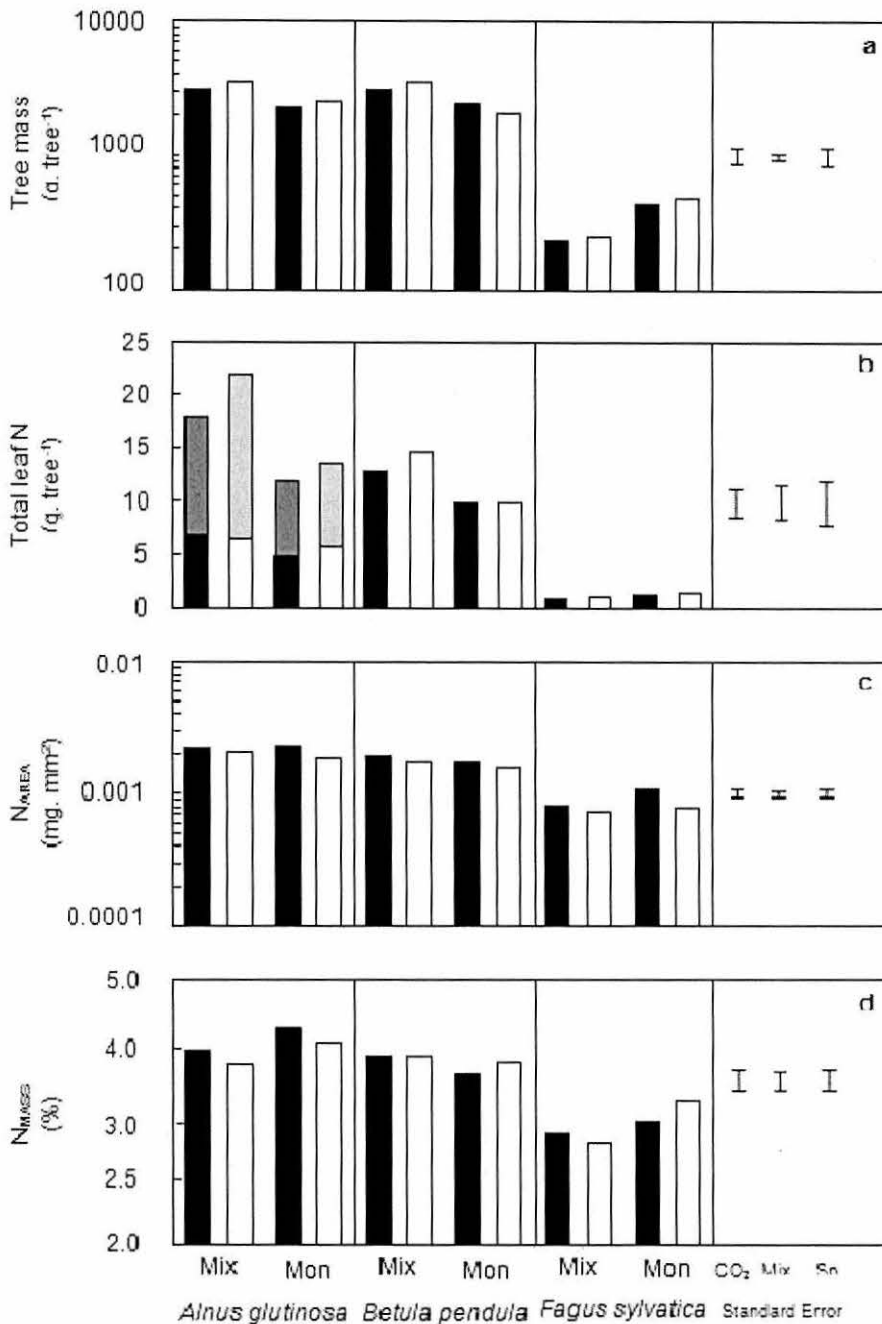 a
10000
1000
100
Tree mass
(g. tree⁻¹)
b
25
20
15
10
5
0
Total leaf N
(g. tree⁻¹)
c
0.01
0.001
0.0001
NAREA
(mg. mm²)
d
5.0
4.0
3.0
2.5
2.0
NMASS
(%)
Mix Mon Mix Mon Mix Mon CO₂ Mix Sp
Alnus glutinosa Betula pendula Fagus sylvatica Standard Error